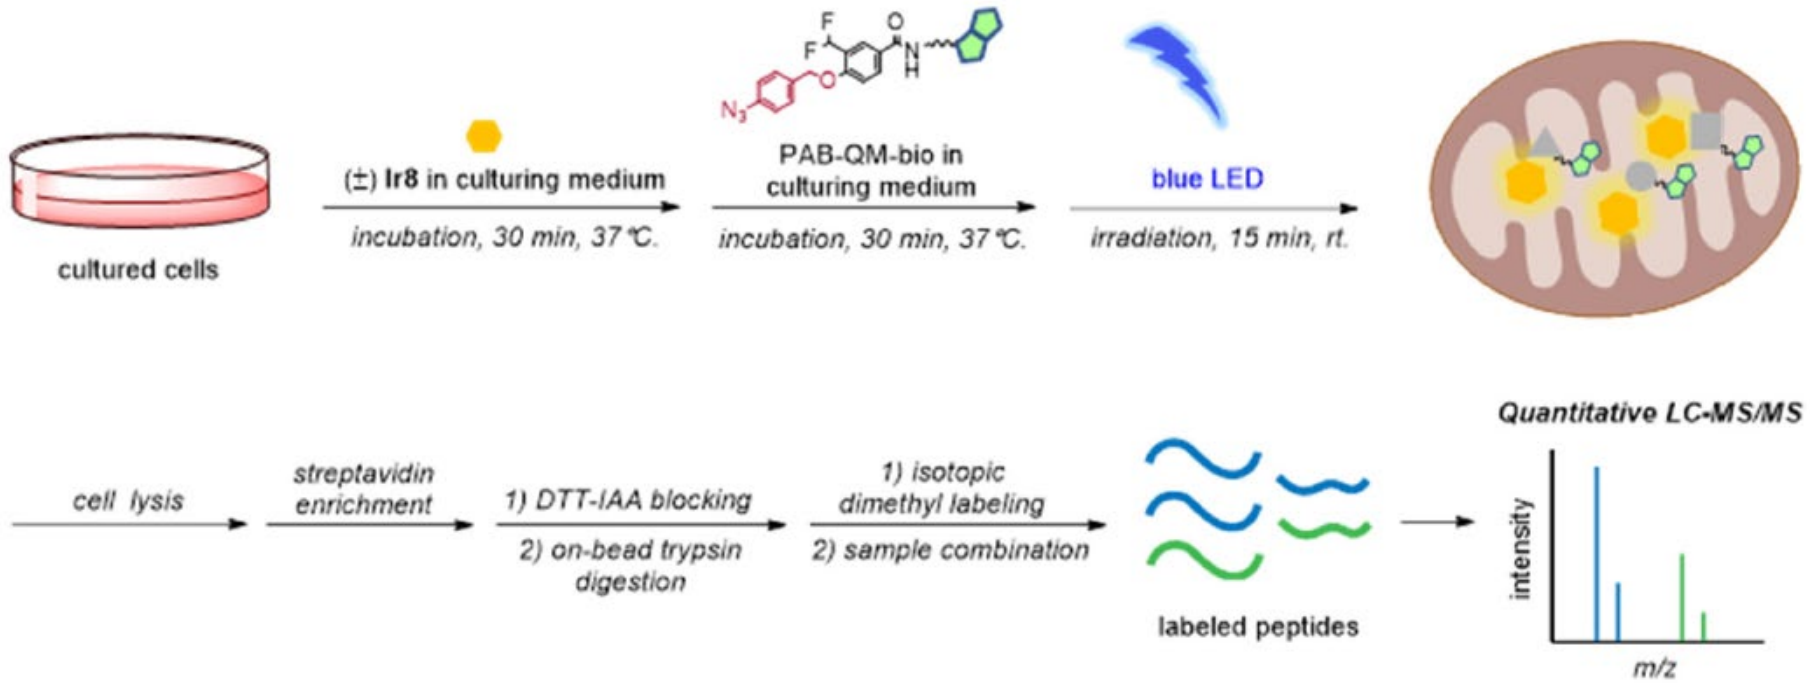 F
F
O
N
H
O
N3
(±) Ir8 in culturing medium
incubation, 30 min, 37 °C.
PAB-QM-bio in
culturing medium
incubation, 30 min, 37 °C.
blue LED
irradiation, 15 min, rt.
cultured cells
cell lysis
streptavidin
enrichment
1) DTT-IAA blocking
2) on-bead trypsin
digestion
1) isotopic
dimethyl labeling
2) sample combination
labeled peptides
Quantitative LC-MS/MS
intensity
m/z